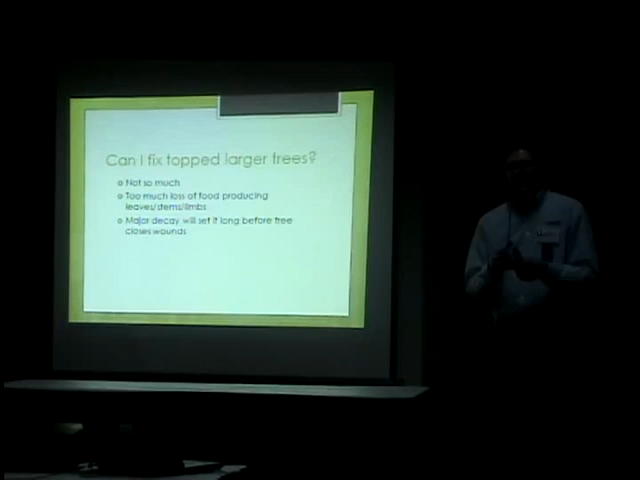 Can I fix topped larger trees?
Not so much
Too much loss of food producing
leaves/stems/limbs
Major decay will set it long before tree
closes wounds